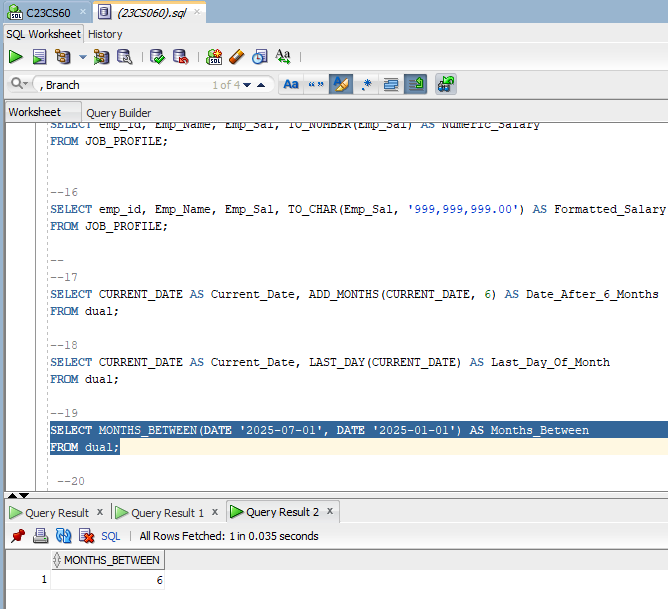 C23CS60 × (23CS060).sql ×
SQL Worksheet History
, Branch 1 of 4 Aa “” .*
Worksheet Query Builder
SELECT emp_id, Emp_Name, Emp_Sal, TO_NUMBER(Emp_Sal) AS Numeric_Salary
FROM JOB_PROFILE;
--16
SELECT emp_id, Emp_Name, Emp_Sal, TO_CHAR(Emp_Sal, '999,999,999.00') AS Formatted_Salary
FROM JOB_PROFILE;
--
--17
SELECT CURRENT_DATE AS Current_Date, ADD_MONTHS(CURRENT_DATE, 6) AS Date_After_6_Months
FROM dual;
--18
SELECT CURRENT_DATE AS Current_Date, LAST_DAY(CURRENT_DATE) AS Last_Day_Of_Month
FROM dual;
--19
SELECT MONTHS_BETWEEN(DATE '2025-07-01', DATE '2025-01-01') AS Months_Between
FROM dual;
--20
Query Result × Query Result 1 × Query Result 2 ×
SQL | All Rows Fetched: 1 in 0.035 seconds
MONTHS_BETWEEN
1 6